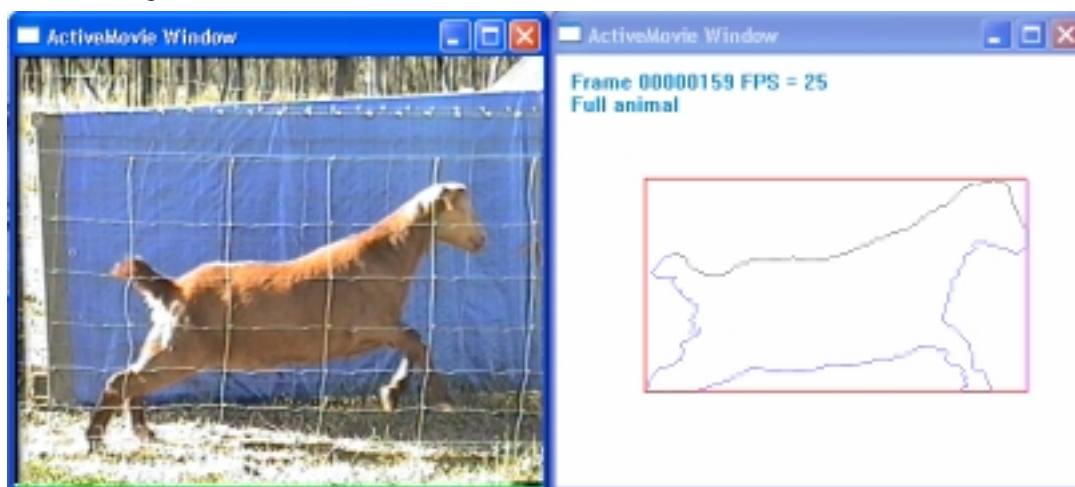 ActiveMovie Window
ActiveMovie Window
Frame 00000159 FPS = 25
Full animal